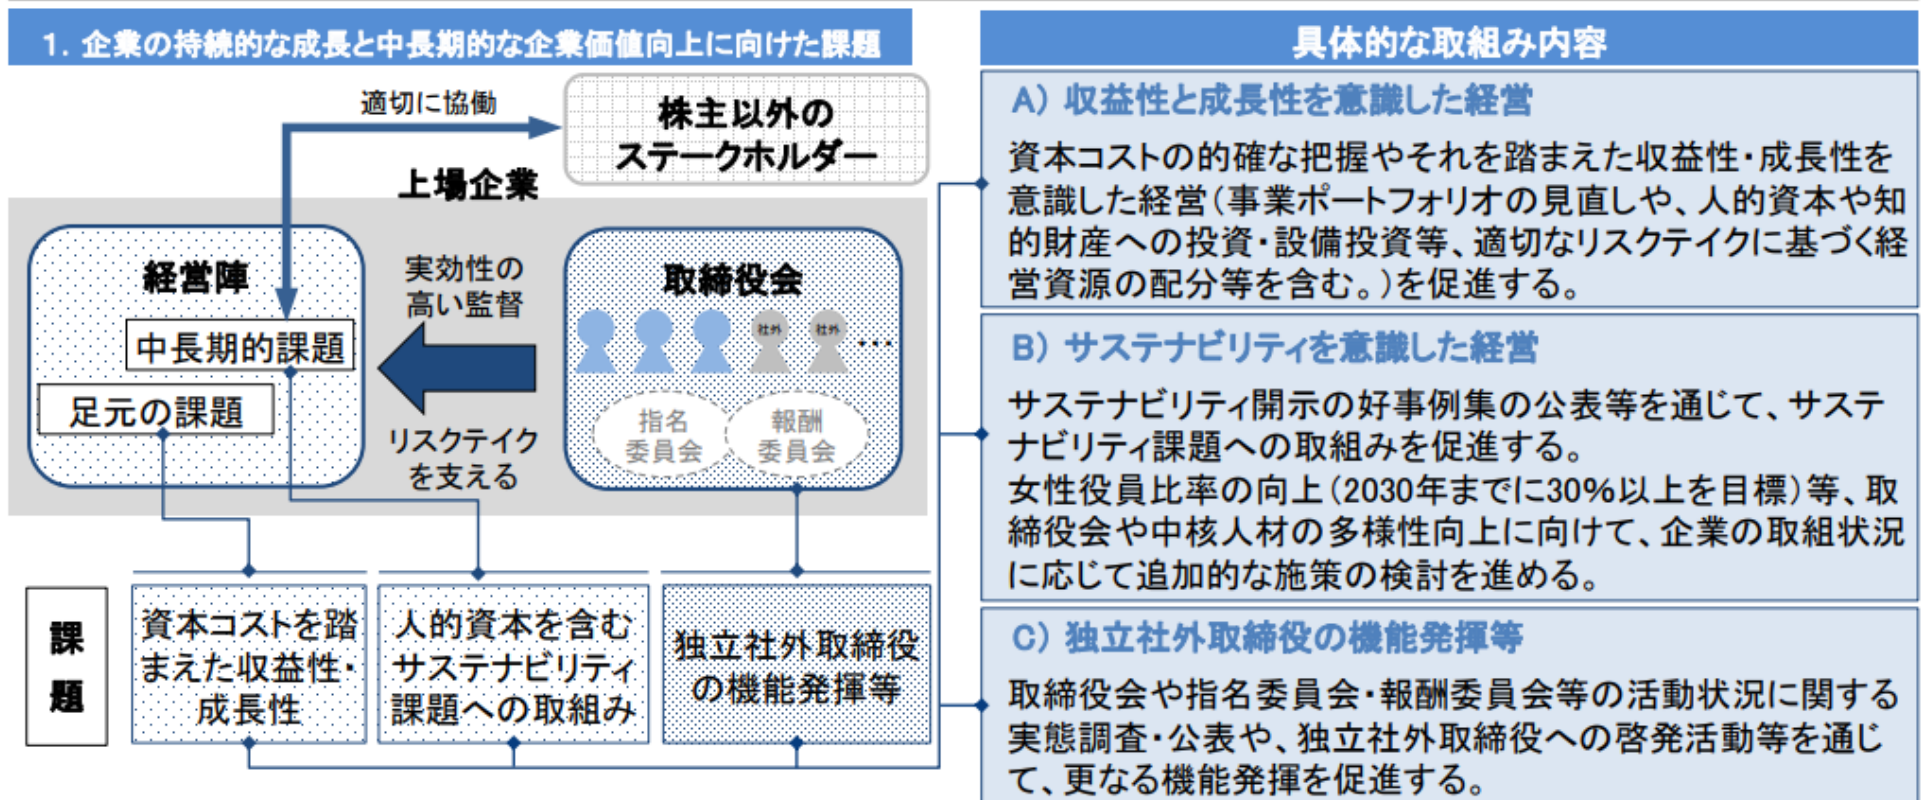 1. 企業の持続的な成長と中長期的な企業価値向上に向けた課題
適切に協働
株主以外の
ステークホルダー
上場企業
経営陣
中長期的課題
足元の課題
実効性の
高い監督
リスクテイク
を支える
取締役会
社外
社外
…
指名
委員会
報酬
委員会
課
題
資本コストを踏
まえた収益性・
成長性
人的資本を含む
サステナビリティ
課題への取組み
独立社外取締役
の機能発揮等
具体的な取組み内容
A) 収益性と成長性を意識した経営
資本コストの的確な把握やそれを踏まえた収益性・成長性を
意識した経営(事業ポートフォリオの見直しや、人的資本や知
的財産への投資・設備投資等、適切なリスクテイクに基づく経
営資源の配分等を含む。)を促進する。
B) サステナビリティを意識した経営
サステナビリティ開示の好事例集の公表等を通じて、サステ
ナビリティ課題への取組みを促進する。
女性役員比率の向上(2030年までに30%以上を目標)等、取
締役会や中核人材の多様性向上に向けて、企業の取組状況
に応じて追加的な施策の検討を進める。
C) 独立社外取締役の機能発揮等
取締役会や指名委員会・報酬委員会等の活動状況に関する
実態調査・公表や、独立社外取締役への啓発活動等を通じ
て、更なる機能発揮を促進する。